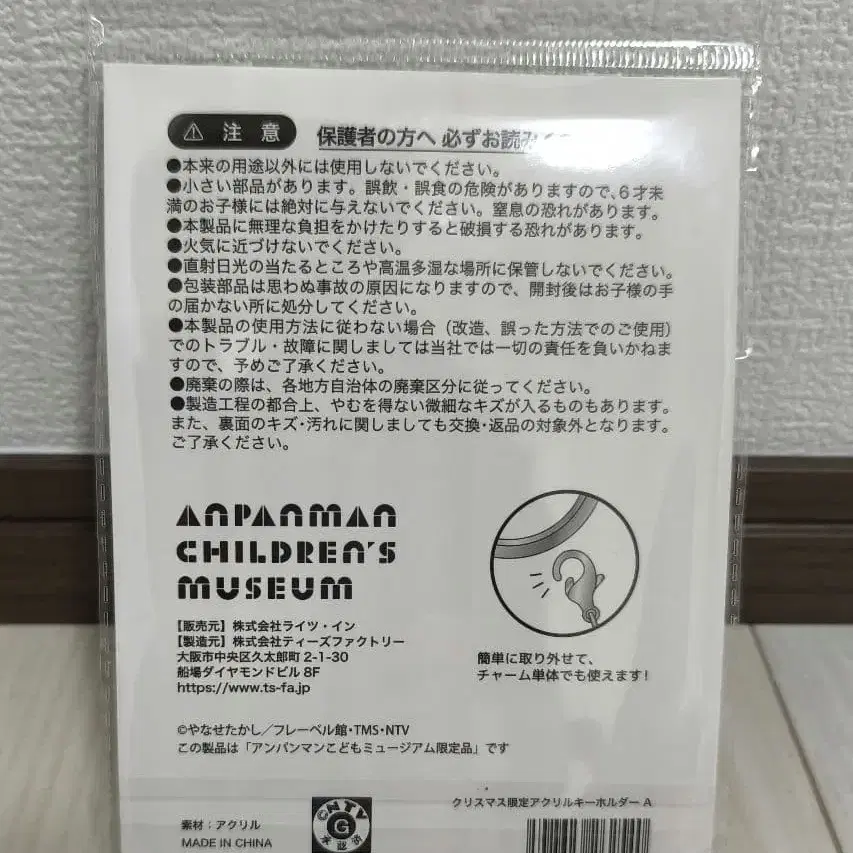 ⚠ 注意 保護者の方へ 必ずお読み
●本来の用途以外には使用しないでください。
●小さい部品があります。誤飲・誤食の危険がありますので、6才未
満のお子様には絶対に与えないでください。窒息の恐れがあります。
●本製品に無理な負担をかけたりすると破損する恐れがあります。
●火気に近づけないでください。
●直射日光の当たるところや高温多湿な場所に保管しないでください。
●包装部品は思わぬ事故の原因になりますので、開封後はお子様の手
の届かない所に処分してください。
●本製品の使用方法に従わない場合（改造、誤った方法でのご使用）
でのトラブル・故障に関しましては当社では一切の責任を負いかねま
すので、予めご了承ください。
●廃棄の際は、各地方自治体の廃棄区分に従ってください。
●製造工程の都合上、やむを得ない微細なキズが入るものもあります。
また、裏面のキズ・汚れに関しましても交換・返品の対象外となります。
ご了承ください。
ANPANMAN
CHILDREN'S
MUSEUM
【販売元】株式会社ライツ・イン
【製造元】株式会社ティーズファクトリー
大阪市中央区久太郎町 2-1-30
船場ダイヤモンドビル 8F
https://www.ts-fa.jp
簡単に取り外せて、
チャーム単体でも使えます!
©やなせたかし／フレーベル館・TMS・NTV
この製品は「アンパンマンこどもミュージアム限定品」です
クリスマス限定アクリルキーホルダー A
素材：アクリル
MADE IN CHINA
©NTV
G
承認済